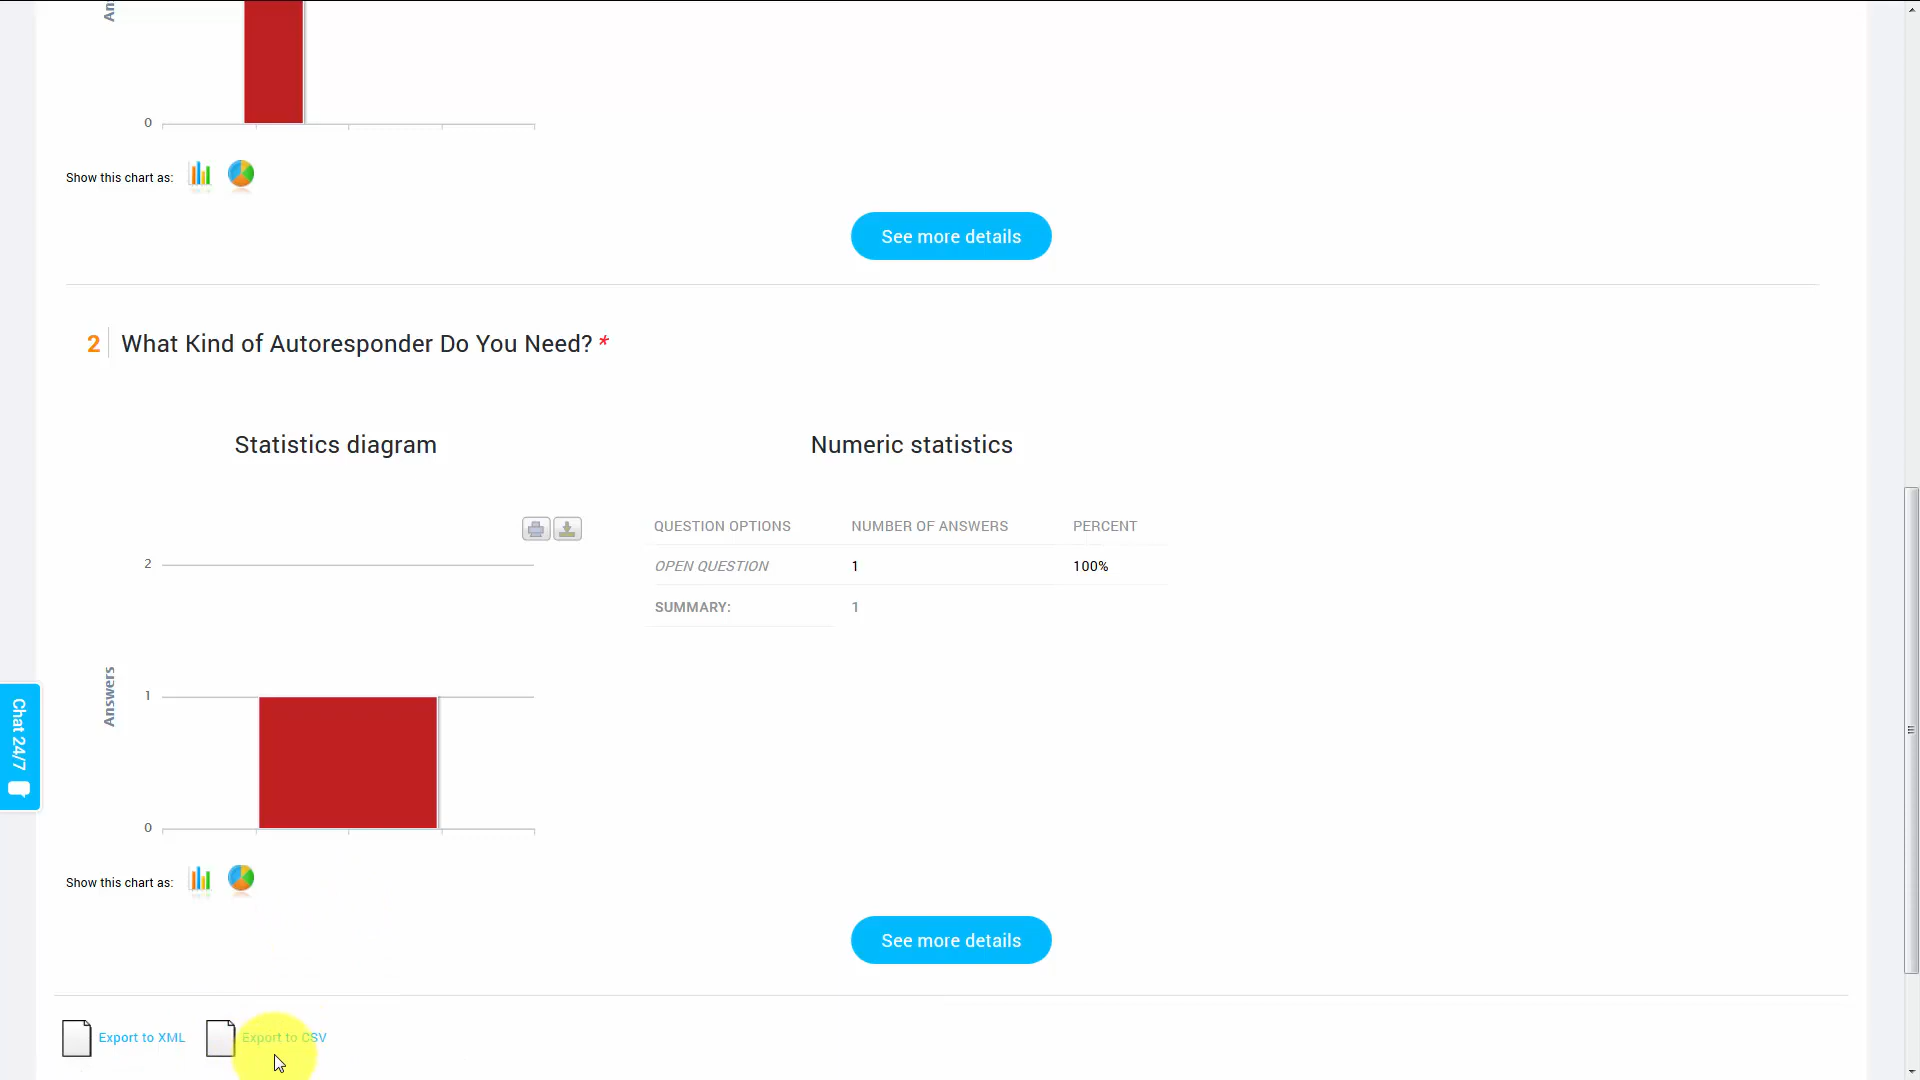 0
Show this chart as:
See more details
2 What Kind of Autoresponder Do You Need? *
Statistics diagram
Numeric statistics
QUESTION OPTIONS NUMBER OF ANSWERS PERCENT
2
OPEN QUESTION 1 100%
SUMMARY: 1
Answers
1
0
Chat 24/7
Show this chart as:
See more details
Export to XML Export to CSV